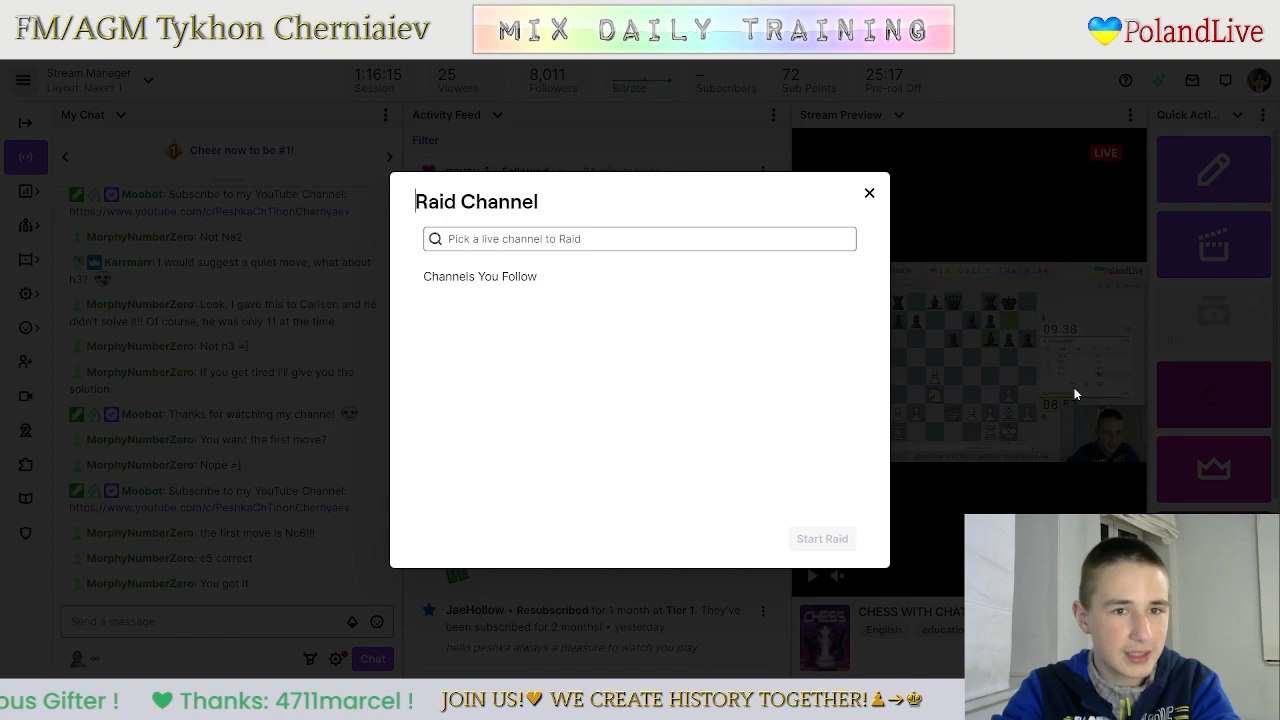 FM/AGM Tykhon Cherniaiev
MIX DAILY TRAINING
PolandLive
Stream Manager
Layout: Макет 1
1:16:15
Session
25
Viewers
8,011
Followers
Bitrate
–
Subscribers
72
Sub Points
25:17
Pre-roll Off
My Chat
Activity Feed
Stream Preview
Quick Acti...
Cheer now to be #1!
Filter
LIVE
Moobot: Subscribe to my YouTube Channel:
https://www.youtube.com/c/PeshkaChTihonChernyaev
MorphyNumberZero: Not Ne2
Karrmarr: I would suggest a quiet move, what about
h3?
MorphyNumberZero: Look, I gave this to Carlsen and he
didn't solve it!! Of course, he was only 11 at the time
MorphyNumberZero: Not h3 =]
MorphyNumberZero: If you get tired I'll give you the
solution
Moobot: Thanks for watching my channel
MorphyNumberZero: You want the first move?
MorphyNumberZero: Nope =]
Moobot: Subscribe to my YouTube Channel:
https://www.youtube.com/c/PeshkaChTihonChernyaev
MorphyNumberZero: the first move is Nc6!!!
MorphyNumberZero: e5 correct
MorphyNumberZero: You got it
Send a message
Chat
Raid Channel
Pick a live channel to Raid
Channels You Follow
Start Raid
09:38
JaeHollow • Resubscribed for 1 month at Tier 1. They've
been subscribed for 2 months! • yesterday
hello peshka always a pleasure to watch you play
CHESS
CHESS WITH CHAT
English
educatio
ous Gifter !
Thanks: 4711marcel !
JOIN US! WE CREATE HISTORY TOGETHER!